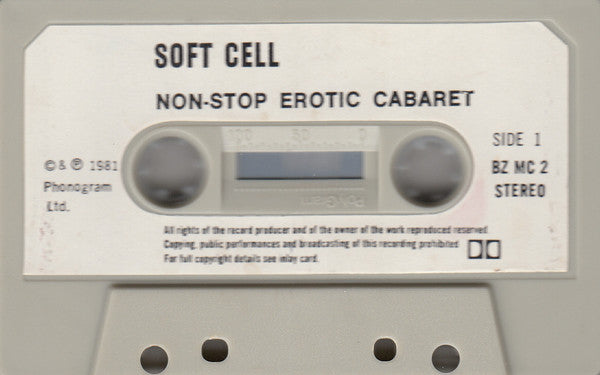 SOFT CELL
NON-STOP EROTIC CABARET
100 50 0
SIDE 1
© & ℗ 1981
Phonogram
Ltd.
BZ MC 2
STEREO
PolyGram
All rights of the record producer and of the owner of the work reproduced reserved
Copying, public performances and broadcasting of this recording prohibited
For full copyright details see inlay card.